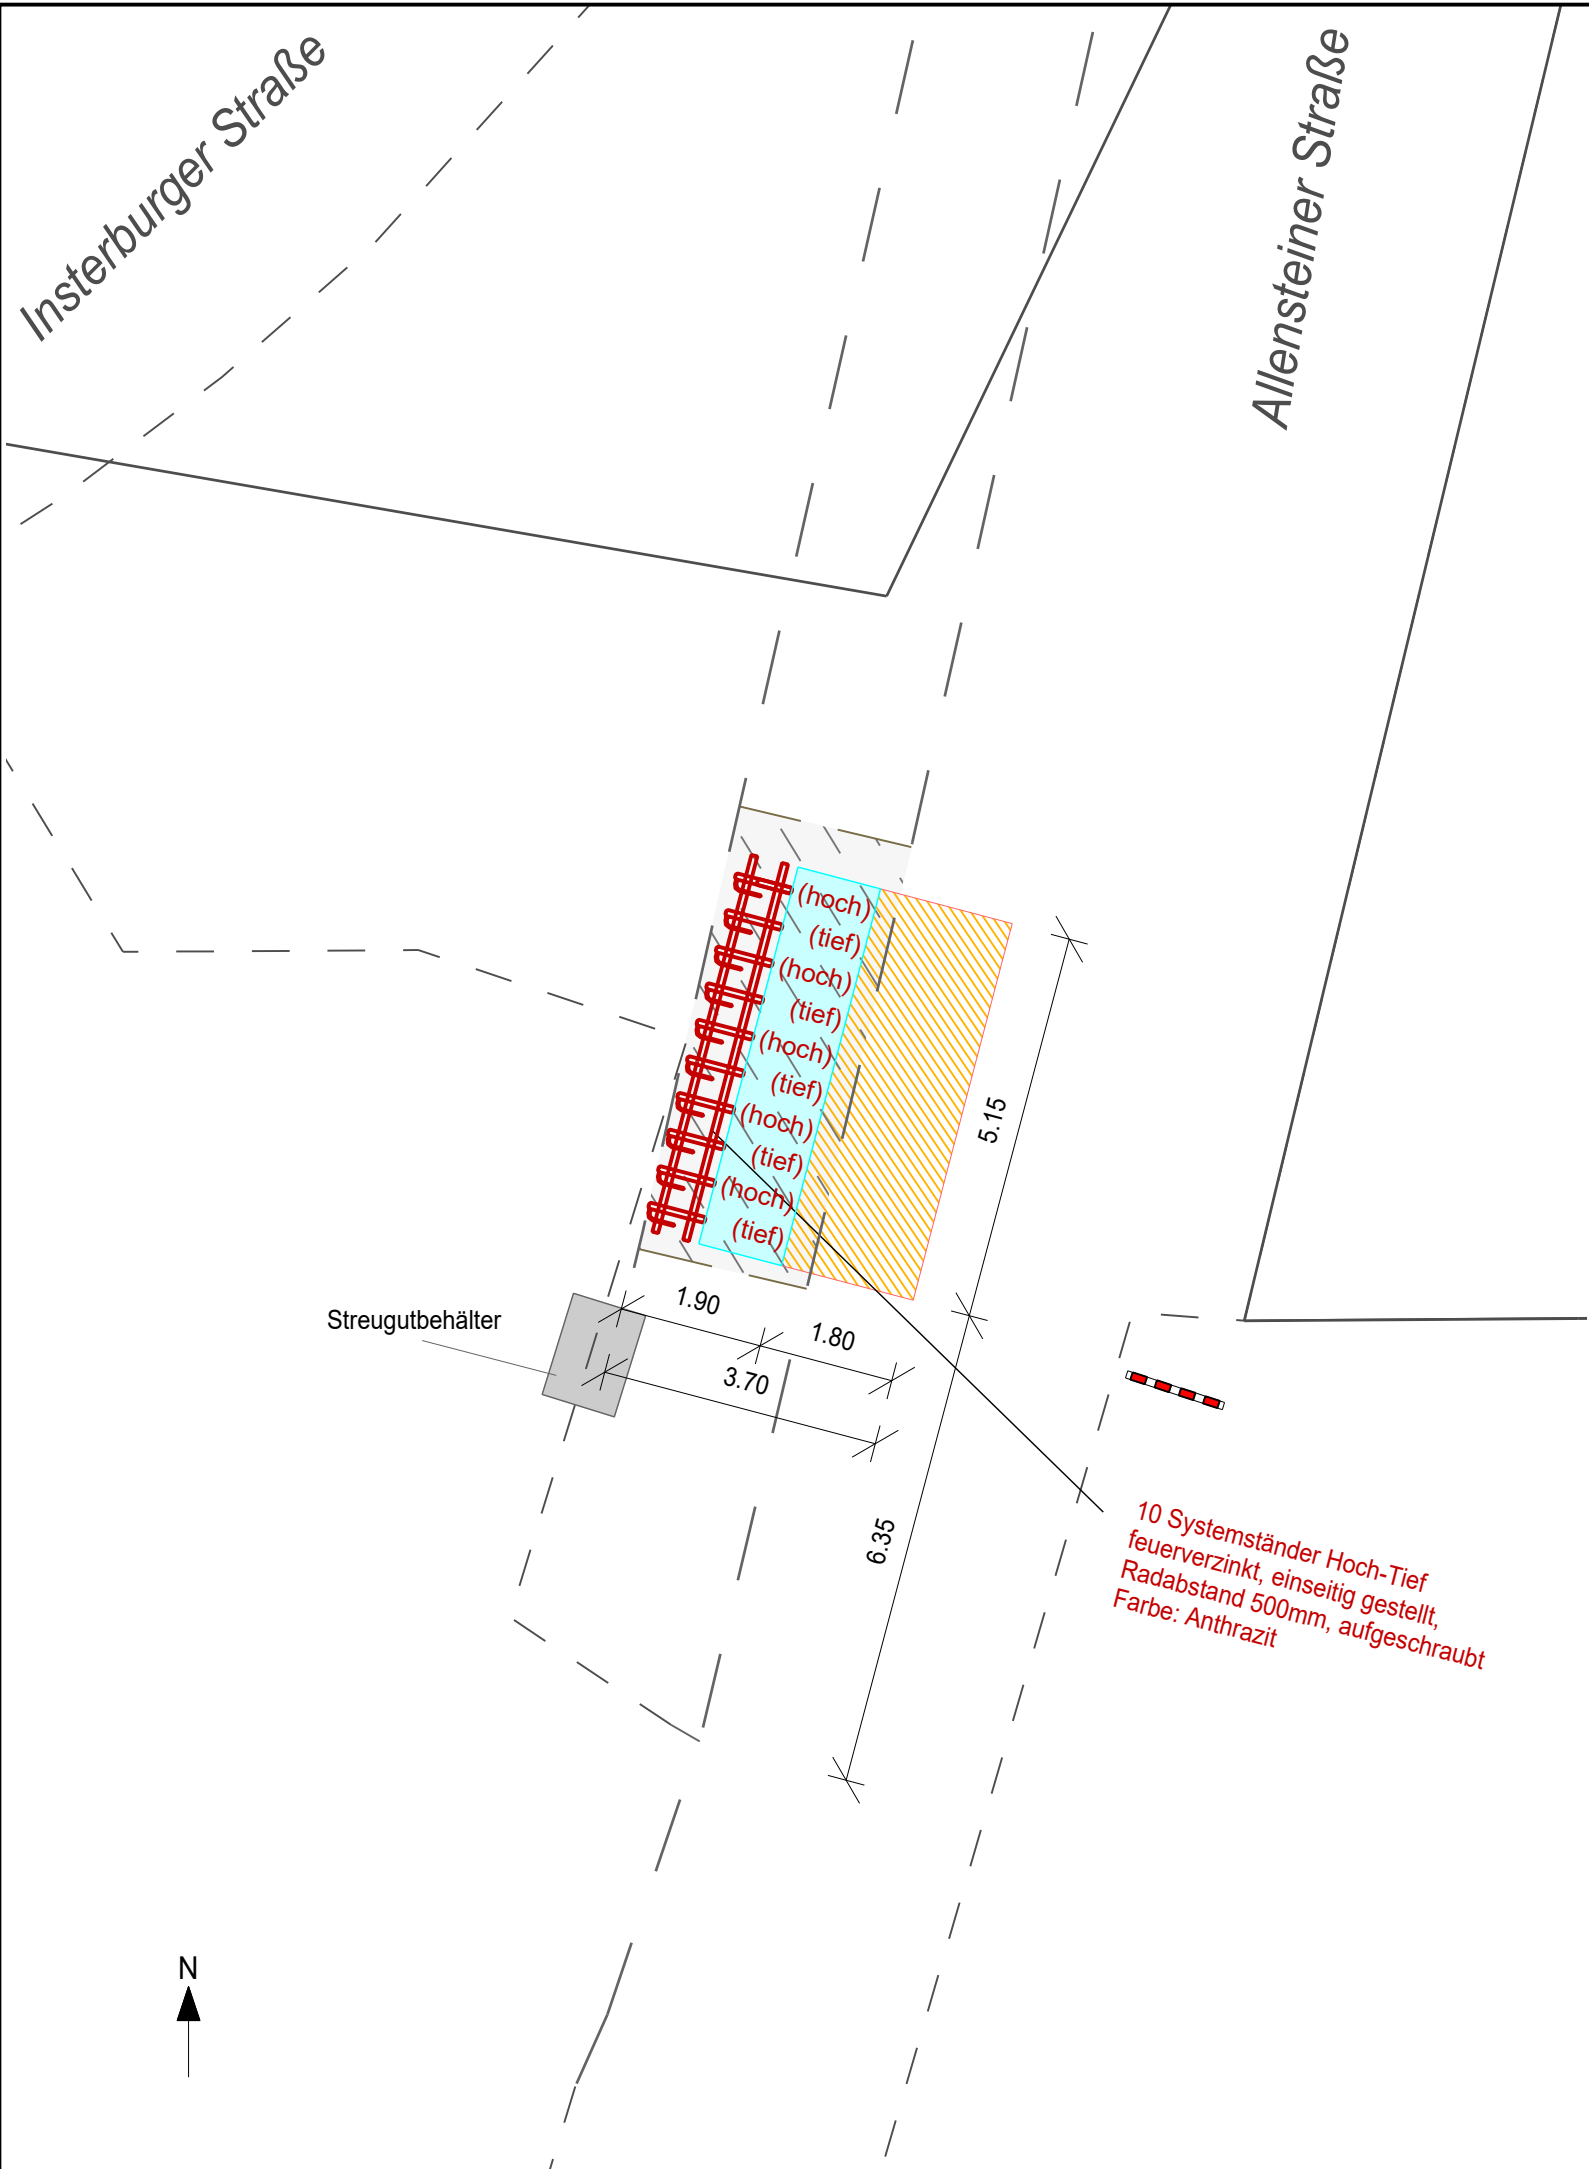 Insterburger Straße
Allensteiner Straße
(hoch)
(tief)
(hoch)
(tief)
(hoch)
(tief)
(hoch)
(tief)
(hoch)
(tief)
5.15
1.90
1.80
3.70
Streugutbehälter
6.35
10 Systemständer Hoch-Tief
feuerverzinkt, einseitig gestellt,
Radabstand 500mm, aufgeschraubt
Farbe: Anthrazit
N